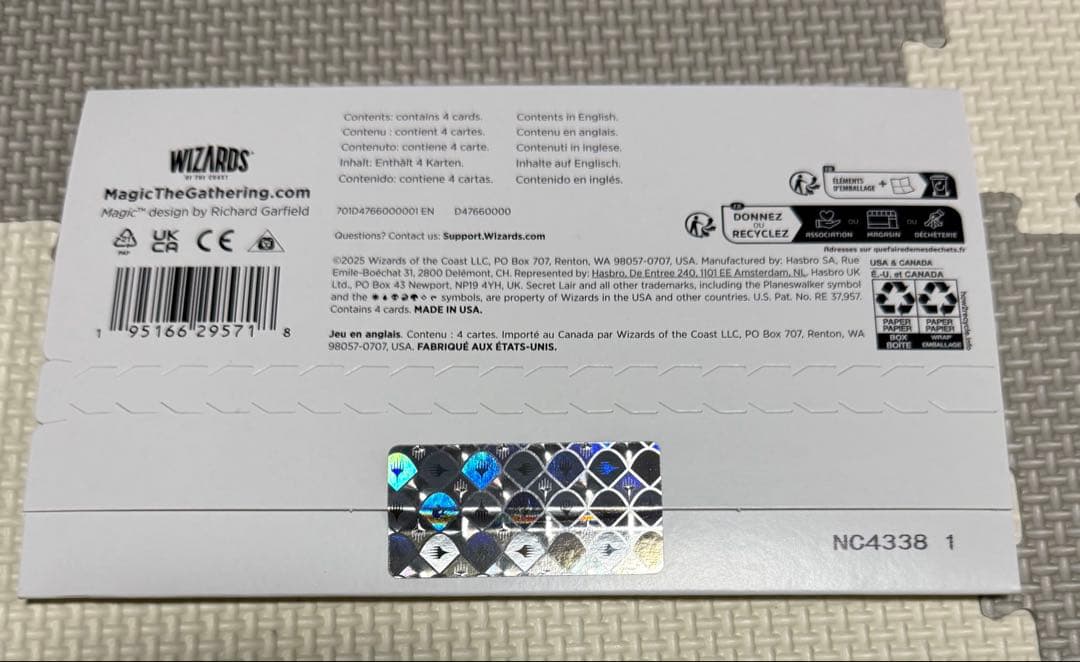 Contents: contains 4 cards.
Contenu : contient 4 cartes.
Contenuto: contiene 4 carte.
Inhalt: Enthält 4 Karten.
Contenido: contiene 4 cartas.
Contents in English.
Contenu en anglais.
Contenuti in inglese.
Inhalte auf Englisch.
Contenido en inglés.
WIZARDS
OF THE COAST
MagicTheGathering.com
Magic™ design by Richard Garfield
UK
CA
CE
1 95166 29571 8
701D4766000001 EN D47660000
Questions? Contact us: Support.Wizards.com
©2025 Wizards of the Coast LLC, PO Box 707, Renton, WA 98057-0707, USA. Manufactured by: Hasbro SA, Rue
Emile-Boéchat 31, 2800 Delémont, CH. Represented by: Hasbro, De Entree 240, 1101 EE Amsterdam, NL. Hasbro UK
Ltd., PO Box 43 Newport, NP19 4YH, UK. Secret Lair and all other trademarks, including the Planeswalker symbol
and the symbols, are property of Wizards in the USA and other countries. U.S. Pat. No. RE 37,957.
Contains 4 cards. MADE IN USA.
Jeu en anglais. Contenu : 4 cartes. Importé au Canada par Wizards of the Coast LLC, PO Box 707, Renton, WA
98057-0707, USA. FABRIQUÉ AUX ÉTATS-UNIS.
FR
ÉLÉMENTS
D'EMBALLAGE +
FR
DONNEZ
OU
RECYCLEZ
ASSOCIATION
OU
MAGASIN
OU
DÉCHÈTERIE
Adresses sur quefairedemesdechets.fr
USA & CANADA
É.-U. et CANADA
PAPER
PAPIER
BOX
BOÎTE
PAPER
PAPIER
WRAP
EMBALLAGE
how2recycle.info
NC4338 1